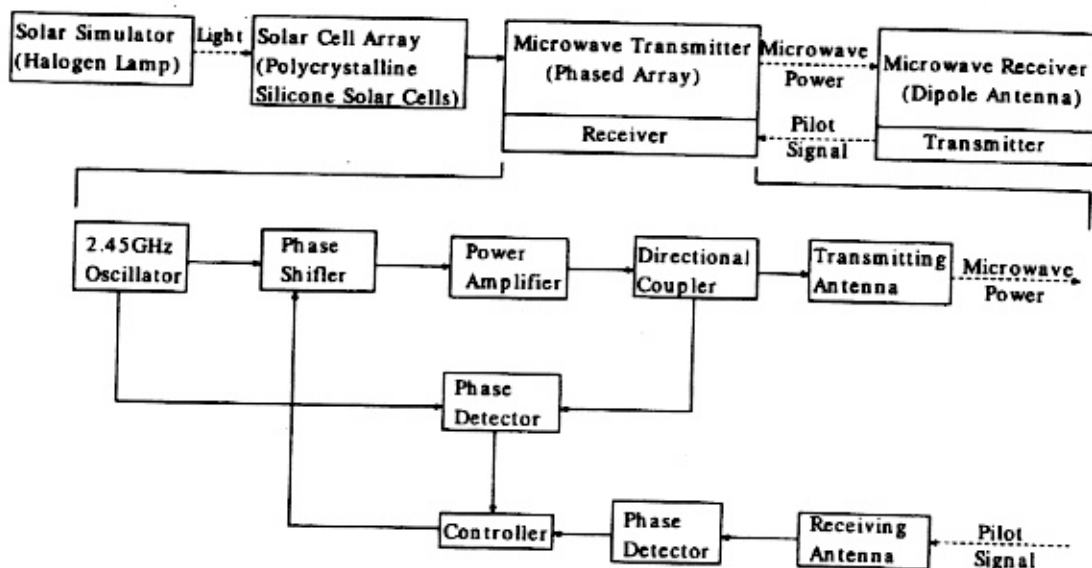 Solar Simulator
(Halogen Lamp)
Light
Solar Cell Array
(Polycrystalline
Silicone Solar Cells)
Microwave Transmitter
(Phased Array)
Receiver
Microwave
Power
Pilot
Signal
Microwave Receiver
(Dipole Antenna)
Transmitter
2.45GHz
Oscillator
Phase
Shifler
Power
Amplifier
Directional
Coupler
Transmitting
Antenna
Microwave
Power
Phase
Detector
Controller
Phase
Detector
Receiving
Antenna
Pilot
Signal